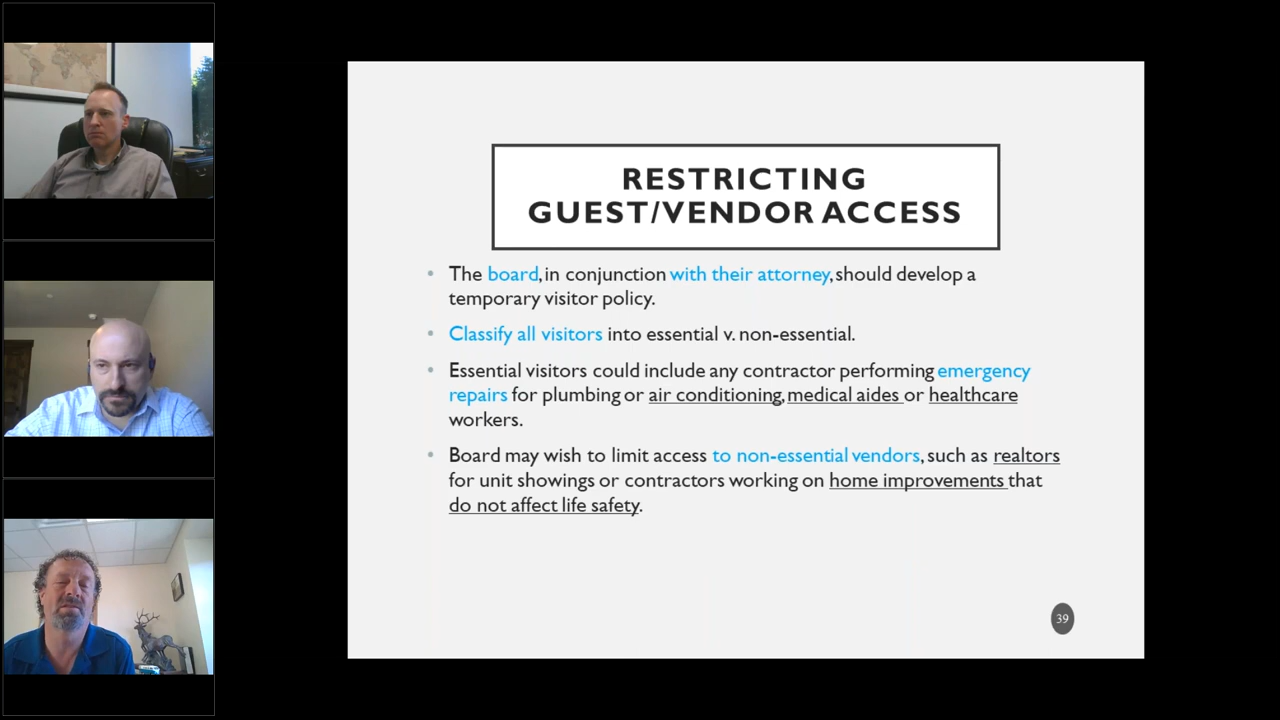 RESTRICTING
GUEST/VENDOR ACCESS
• The board, in conjunction with their attorney, should develop a
temporary visitor policy.
• Classify all visitors into essential v. non-essential.
• Essential visitors could include any contractor performing emergency
repairs for plumbing or air conditioning, medical aides or healthcare
workers.
• Board may wish to limit access to non-essential vendors, such as realtors
for unit showings or contractors working on home improvements that
do not affect life safety.
39